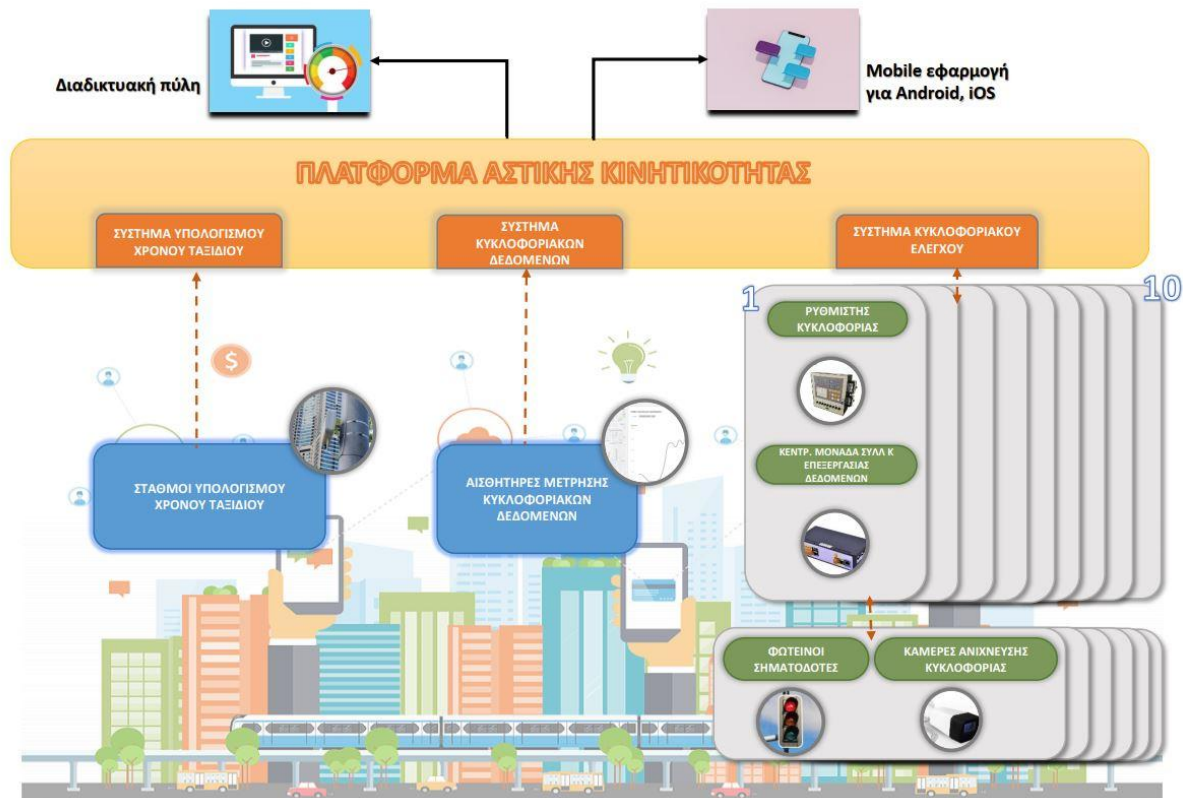 Διαδικτυακή πύλη
Mobile εφαρμογή
για Android, iOS
ΠΛΑΤΦΟΡΜΑ ΑΣΤΙΚΗΣ ΚΙΝΗΤΙΚΟΤΗΤΑΣ
ΣΥΣΤΗΜΑ ΥΠΟΛΟΓΙΣΜΟΥ
ΧΡΟΝΟΥ ΤΑΞΙΔΙΟΥ
ΣΥΣΤΗΜΑ
ΚΥΚΛΟΦΟΡΙΑΚΩΝ
ΔΕΔΟΜΕΝΩΝ
ΣΥΣΤΗΜΑ ΚΥΚΛΟΦΟΡΙΑΚΟΥ
ΕΛΕΓΧΟΥ
1
10
ΡΥΘΜΙΣΤΗΣ
ΚΥΚΛΟΦΟΡΙΑΣ
$
ΚΕΝΤΡ. ΜΟΝΑΔΑ ΣΥΛΛ Κ
ΕΠΕΞΕΡΓΑΣΙΑΣ
ΔΕΔΟΜΕΝΩΝ
ΣΤΑΘΜΟΙ ΥΠΟΛΟΓΙΣΜΟΥ
ΧΡΟΝΟΥ ΤΑΞΙΔΙΟΥ
ΑΙΣΘΗΤΗΡΕΣ ΜΕΤΡΗΣΗΣ
ΚΥΚΛΟΦΟΡΙΑΚΩΝ
ΔΕΔΟΜΕΝΩΝ
ΦΩΤΕΙΝΟΙ
ΣΗΜΑΤΟΔΟΤΕΣ
ΚΑΜΕΡΕΣ ΑΝΙΧΝΕΥΣΗΣ
ΚΥΚΛΟΦΟΡΙΑΣ